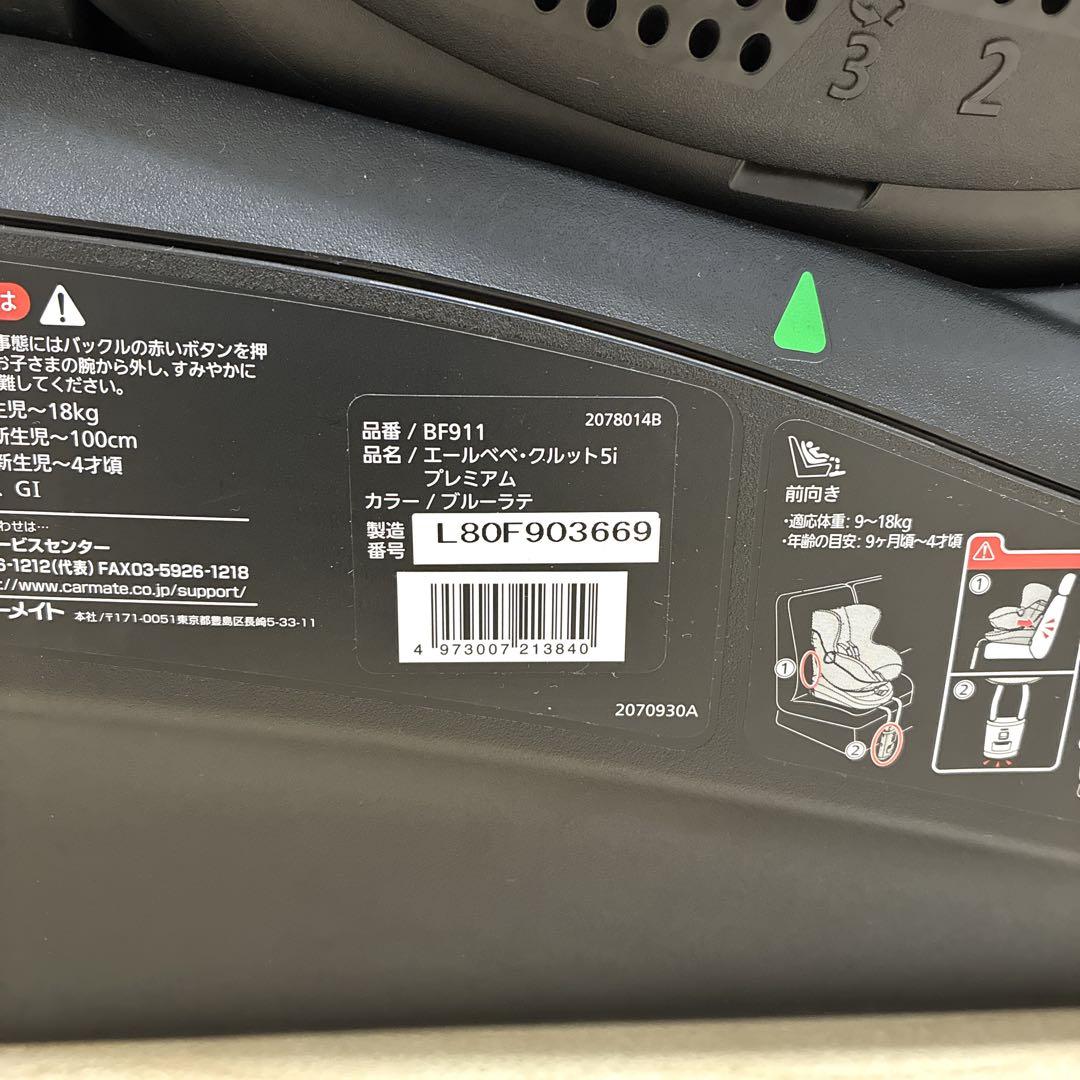 3 2
は
事態にはバックルの赤いボタンを押
お子さまの腕から外し、すみやかに
難してください。
生児〜18kg
新生児〜100cm
新生児〜4才頃
GI
わせは…
ービスセンター
6-1212(代表) FAX03-5926-1218
://www.carmate.co.jp/support/
ーメイト 本社/〒171-0051東京都豊島区長崎5-33-11
2078014B
品番 / BF911
品名 / エールベベ・クルット5i
プレミアム
カラー / ブルーラテ
製造
番号
L80F903669
4 973007 213840
2070930A
前向き
・適応体重: 9〜18kg
・年齢の目安: 9ヶ月頃〜4才頃
①
②
①
②